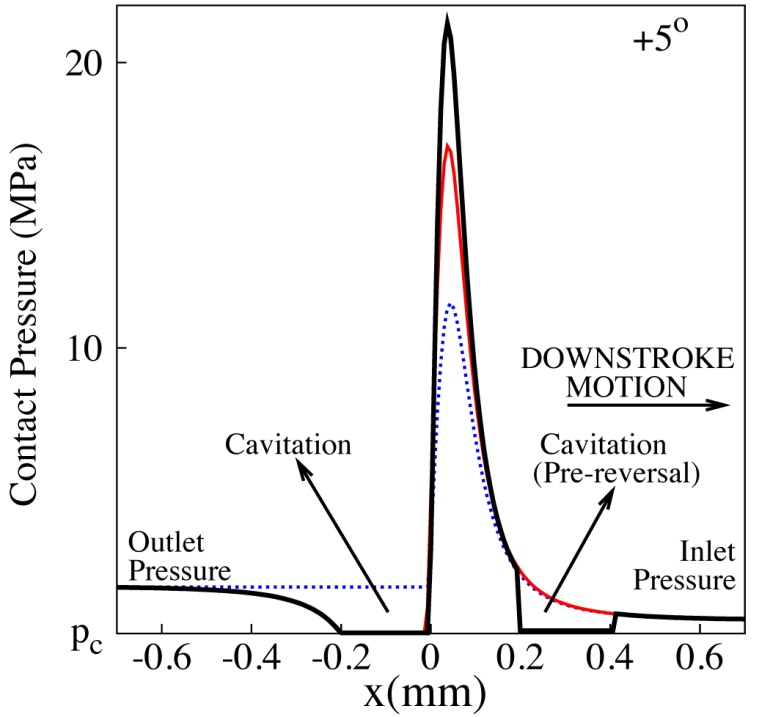 +5°
20
Contact Pressure (MPa)
10
DOWNSTROKE
MOTION
Cavitation
Cavitation
(Pre-reversal)
Outlet
Pressure
Inlet
Pressure
pc
-0.6 -0.4 -0.2 0 0.2 0.4 0.6
x(mm)